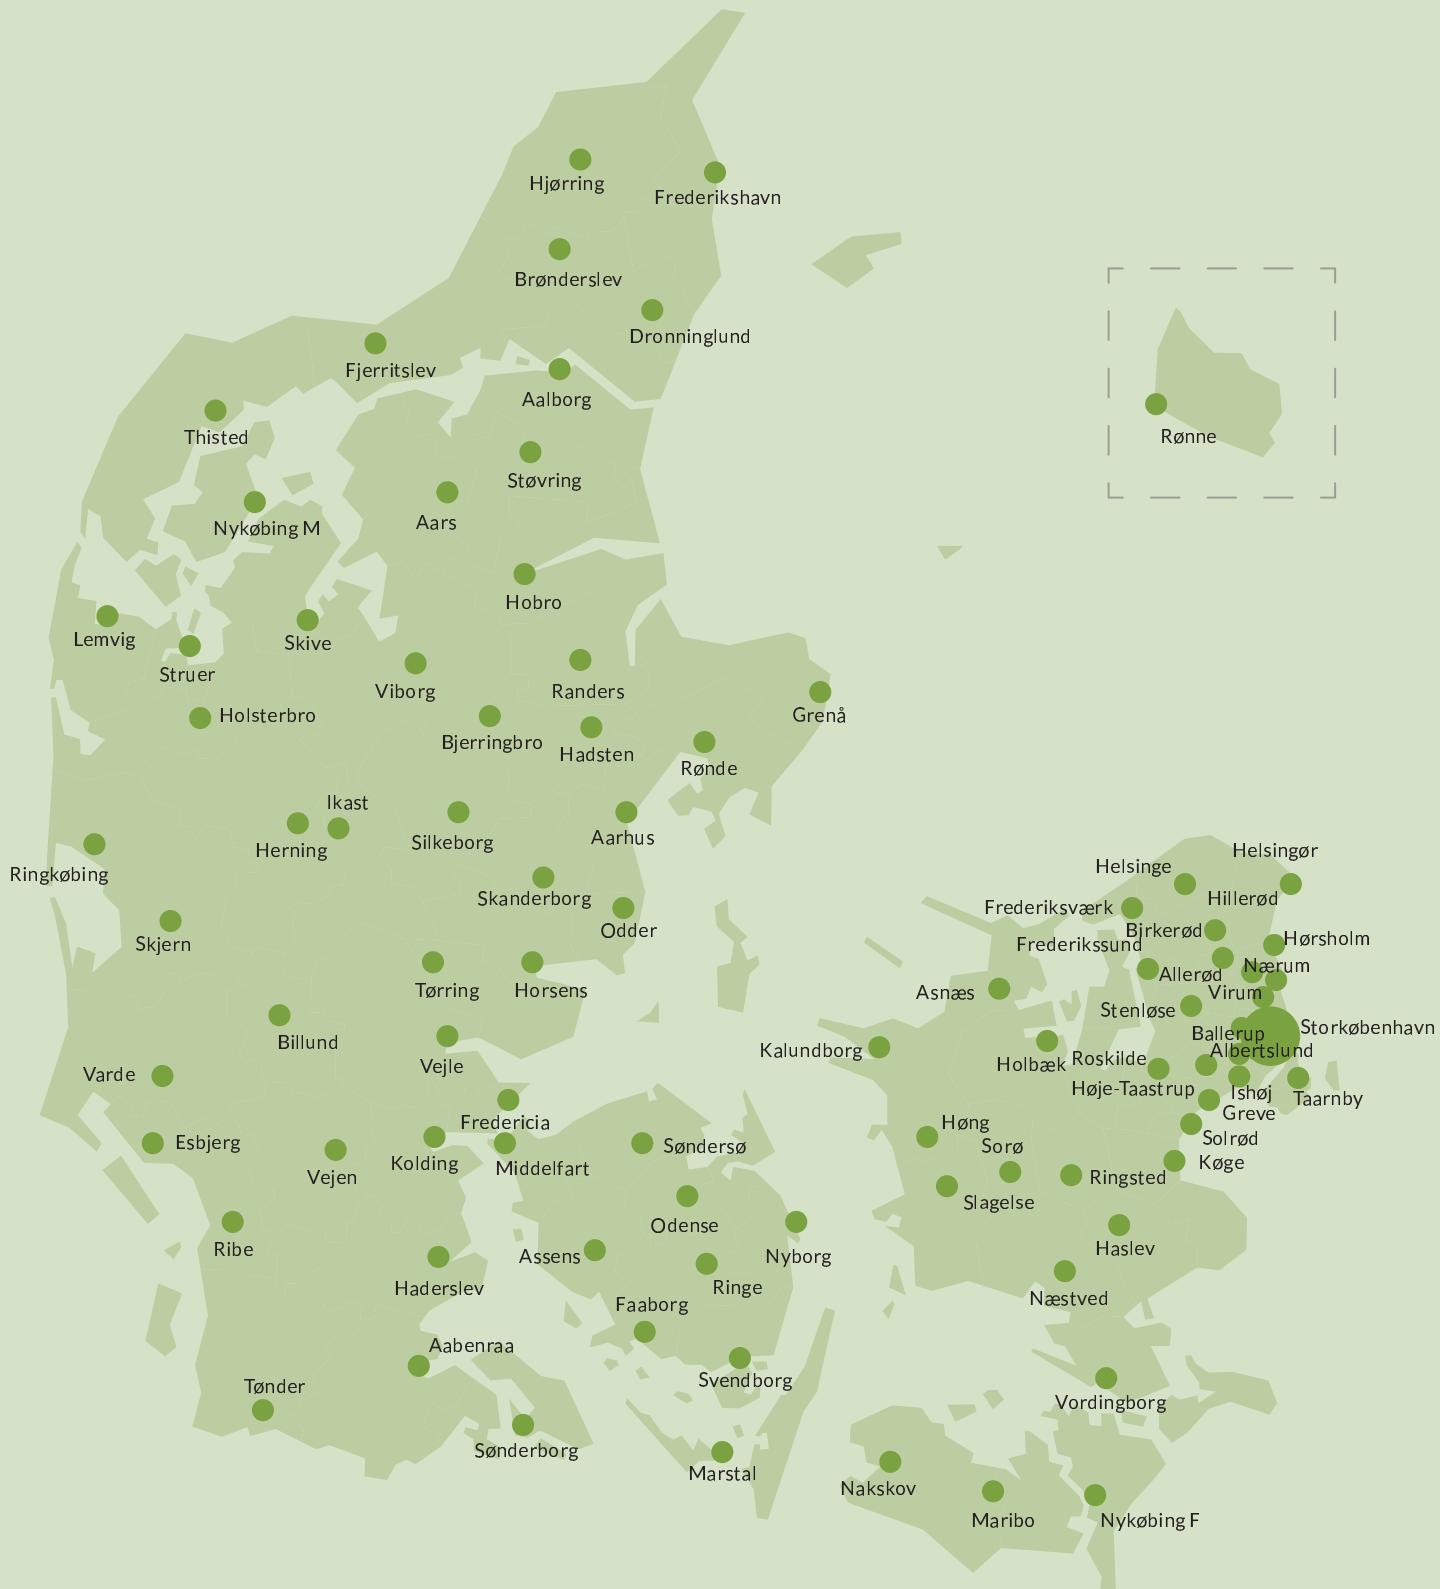 Hjørring
Frederikshavn
Brønderslev
Dronninglund
Fjerritslev
Aalborg
Thisted
Rønne
Støvring
Aars
Nykøbing M
Hobro
Lemvig
Skive
Struer
Viborg
Randers
Holsterbro
Grenå
Bjerringbro
Hadsten
Rønde
Ikast
Aarhus
Silkeborg
Herning
Helsingør
Helsinge
Ringkøbing
Skanderborg
Hillerød
Frederiksværk
Odder
Birkerød
Hørsholm
Skjern
Frederikssund
Nærum
Allerød
Tørring
Horsens
Asnæs
Virum
Stenløse
Storkøbenhavn
Ballerup
Billund
Kalundborg
Albertslund
Roskilde
Holbæk
Vejle
Varde
Høje-Taastrup
Ishøj
Taarnby
Greve
Fredericia
Høng
Solrød
Esbjerg
Søndersø
Sorø
Kolding
Køge
Middelfart
Vejen
Ringsted
Slagelse
Odense
Ribe
Haslev
Assens
Nyborg
Haderslev
Ringe
Næstved
Faaborg
Aabenraa
Svendborg
Tønder
Vordingborg
Sønderborg
Marstal
Nakskov
Maribo
Nykøbing F